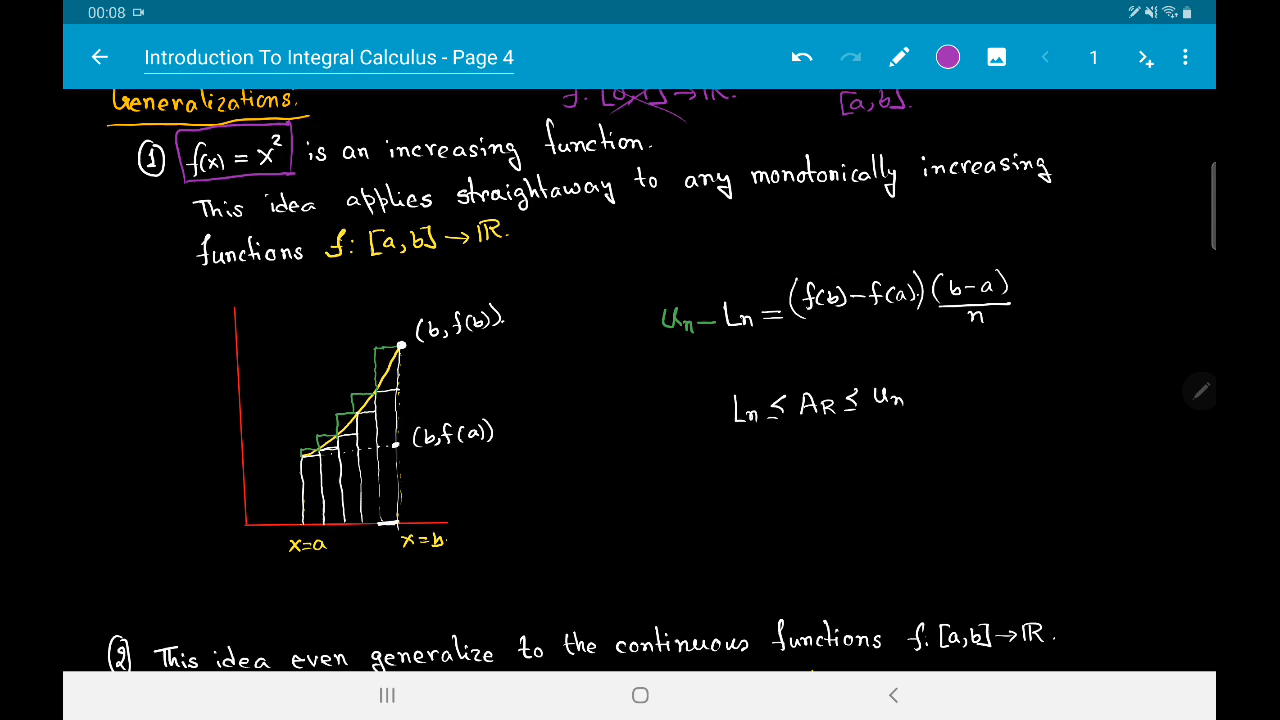 00:08
Introduction To Integral Calculus - Page 4
1
Generalizations:
f: [0,1] → ℝ.
[a,b].
① f(x) = x² is an increasing function.
This idea applies straightaway to any monotonically increasing
functions f: [a,b] → ℝ.
(b, f(b)).
Un - Ln = (f(b) - f(a)) (b-a)/n
Ln ≤ AR ≤ Un
(b, f(a))
x=a
x=b
② This idea even generalize to the continuous functions f: [a,b] → ℝ.